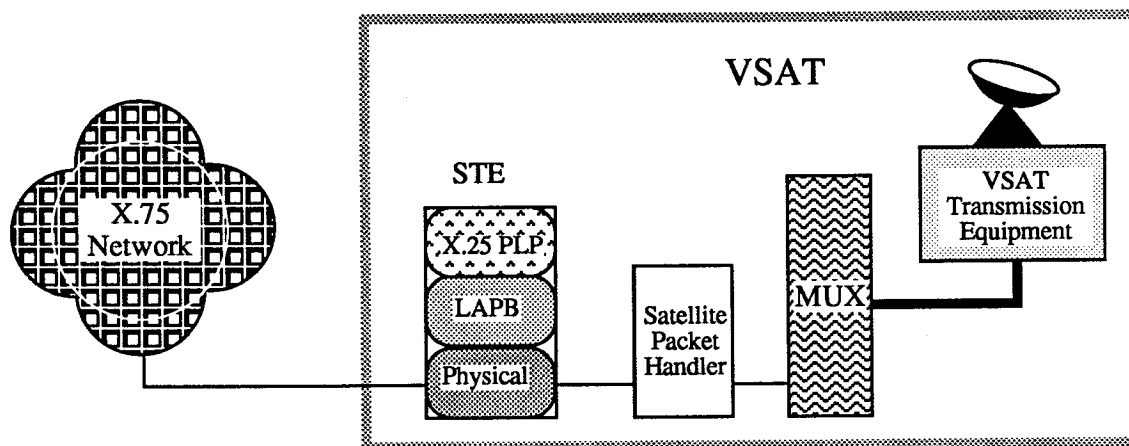 VSAT
X.75
Network
STE
X.25 PLP
LAPB
Physical
Satellite
Packet
Handler
MUX
VSAT
Transmission
Equipment